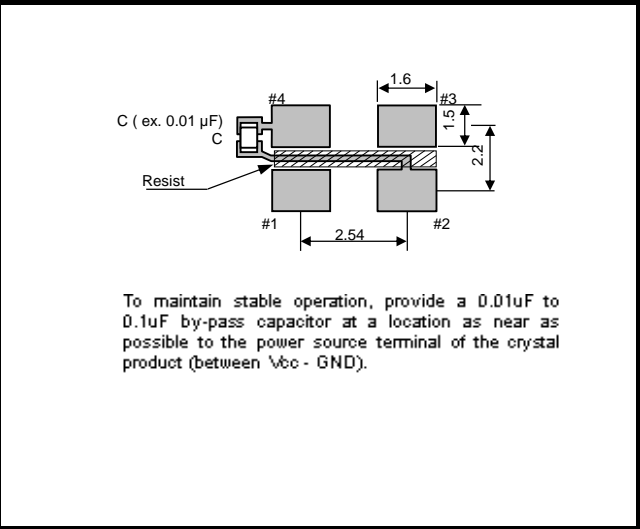 1.6
#4
#3
C ( ex. 0.01 µF)
C
1.5
2.2
Resist
#1
#2
2.54
To maintain stable operation, provide a 0.01uF to
0.1uF by-pass capacitor at a location as near as
possible to the power source terminal of the crystal
product (between Vcc - GND).